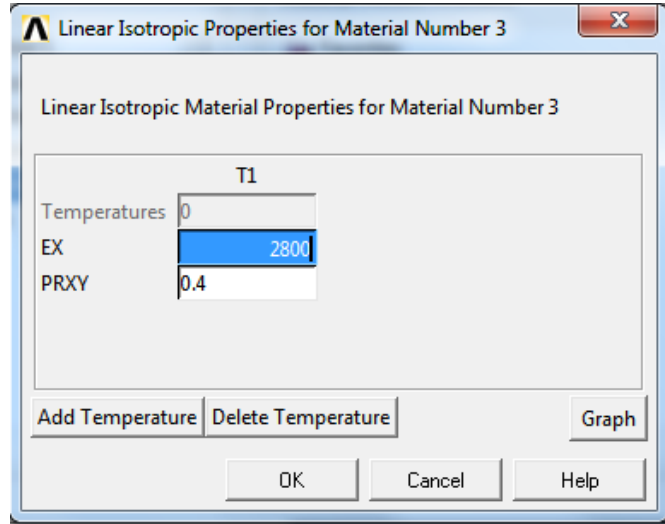 Linear Isotropic Properties for Material Number 3
Linear Isotropic Material Properties for Material Number 3
T1
Temperatures 0
EX 2800
PRXY 0.4
Add Temperature Delete Temperature Graph
OK Cancel Help